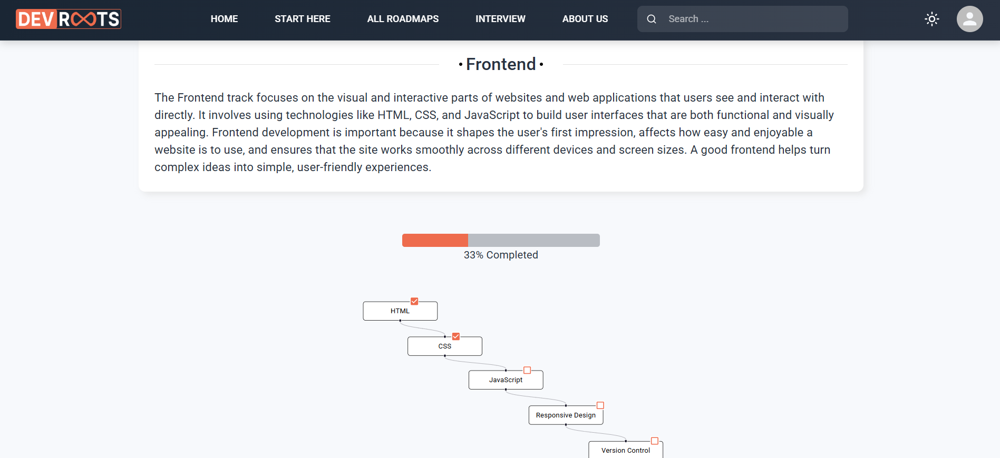 DEVROOTS HOME START HERE ALL ROADMAPS INTERVIEW ABOUT US Search ...
• Frontend •
The Frontend track focuses on the visual and interactive parts of websites and web applications that users see and interact with
directly. It involves using technologies like HTML, CSS, and JavaScript to build user interfaces that are both functional and visually
appealing. Frontend development is important because it shapes the user's first impression, affects how easy and enjoyable a
website is to use, and ensures that the site works smoothly across different devices and screen sizes. A good frontend helps turn
complex ideas into simple, user-friendly experiences.
33% Completed
HTML
CSS
JavaScript
Responsive Design
Version Control